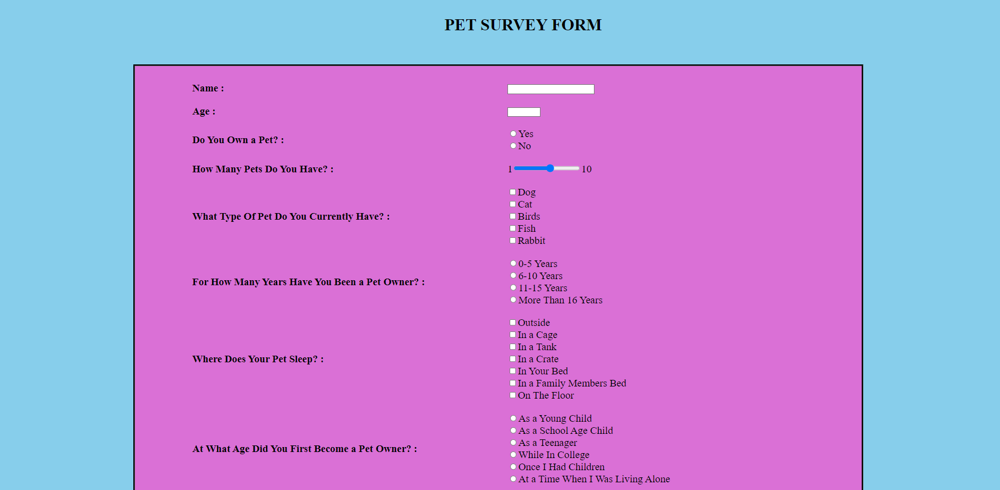 PET SURVEY FORM
Name :
Age :
Do You Own a Pet? :
Yes
No
How Many Pets Do You Have? :
1 10
What Type Of Pet Do You Currently Have? :
Dog
Cat
Birds
Fish
Rabbit
For How Many Years Have You Been a Pet Owner? :
0-5 Years
6-10 Years
11-15 Years
More Than 16 Years
Where Does Your Pet Sleep? :
Outside
In a Cage
In a Tank
In a Crate
In Your Bed
In a Family Members Bed
On The Floor
At What Age Did You First Become a Pet Owner? :
As a Young Child
As a School Age Child
As a Teenager
While In College
Once I Had Children
At a Time When I Was Living Alone